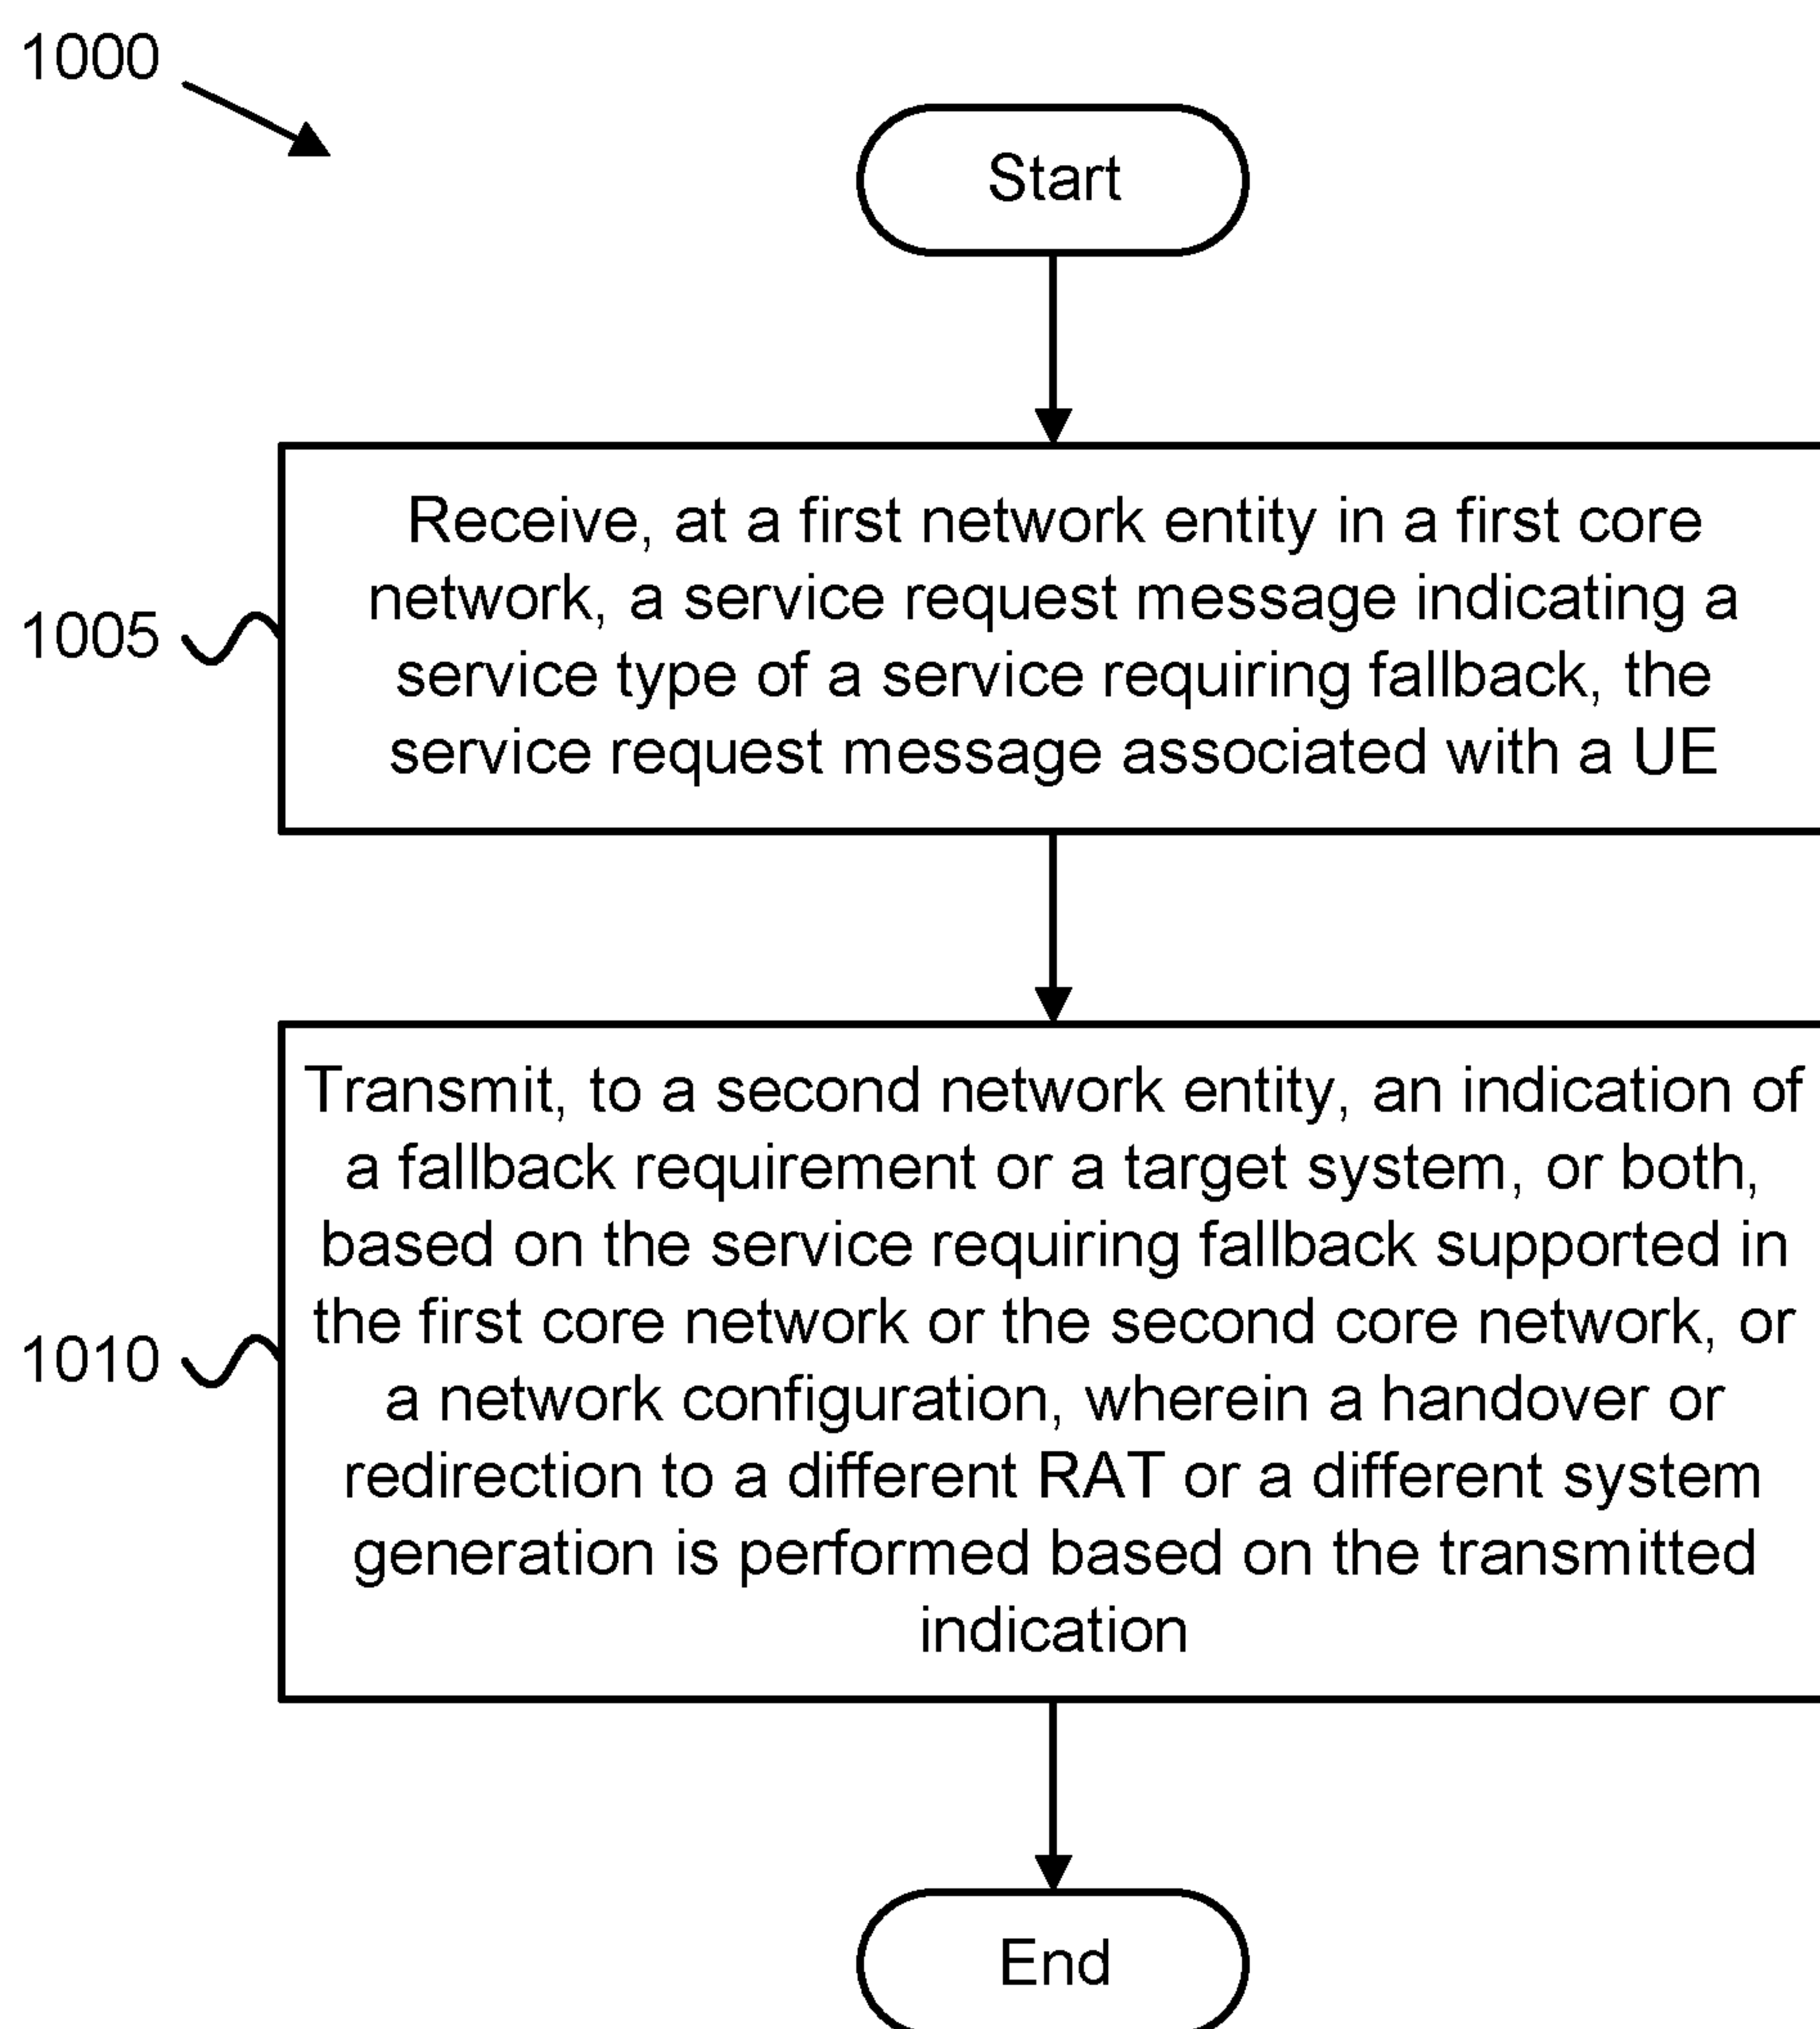 1000
Start
Receive, at a first network entity in a first core
network, a service request message indicating a
service type of a service requiring fallback, the
service request message associated with a UE
1005
Transmit, to a second network entity, an indication of
a fallback requirement or a target system, or both,
based on the service requiring fallback supported in
the first core network or the second core network, or
a network configuration, wherein a handover or
redirection to a different RAT or a different system
generation is performed based on the transmitted
indication
1010
End